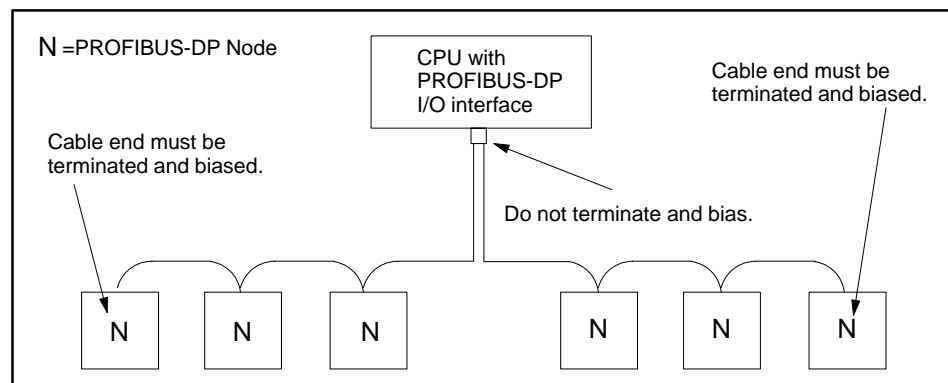 N =PROFIBUS-DP Node
CPU with
PROFIBUS-DP
I/O interface
Cable end must be
terminated and biased.
Cable end must be
terminated and biased.
Do not terminate and bias.
N
N
N
N
N
N